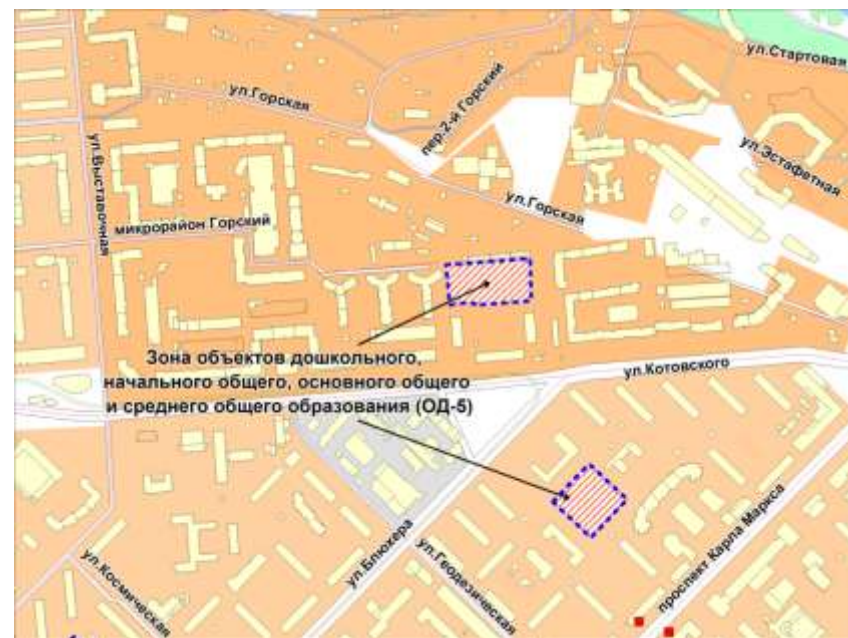 ул.Стартовая
ул.Горская
пер.2-й Горский
ул.Выставочная
ул.Эстафетная
ул.Горская
микрорайон Горский
Зона объектов дошкольного,
начального общего, основного общего
и среднего общего образования (ОД-5)
ул.Котовского
ул.Блюхера
ул.Геодезическая
проспект Карла Маркса
ул.Космическая